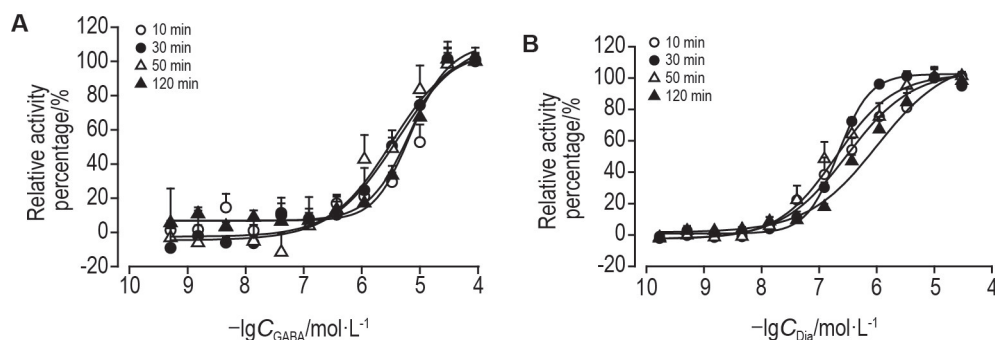 A
Relative activity
percentage/%
120
100
80
60
40
20
0
-20
10 min
30 min
50 min
120 min
10 9 8 7 6 5 4
−lgC_GABA/mol·L⁻¹
B
Relative activity
percentage/%
120
100
80
60
40
20
0
-20
10 min
30 min
50 min
120 min
10 9 8 7 6 5 4
−lgC_Dia/mol·L⁻¹